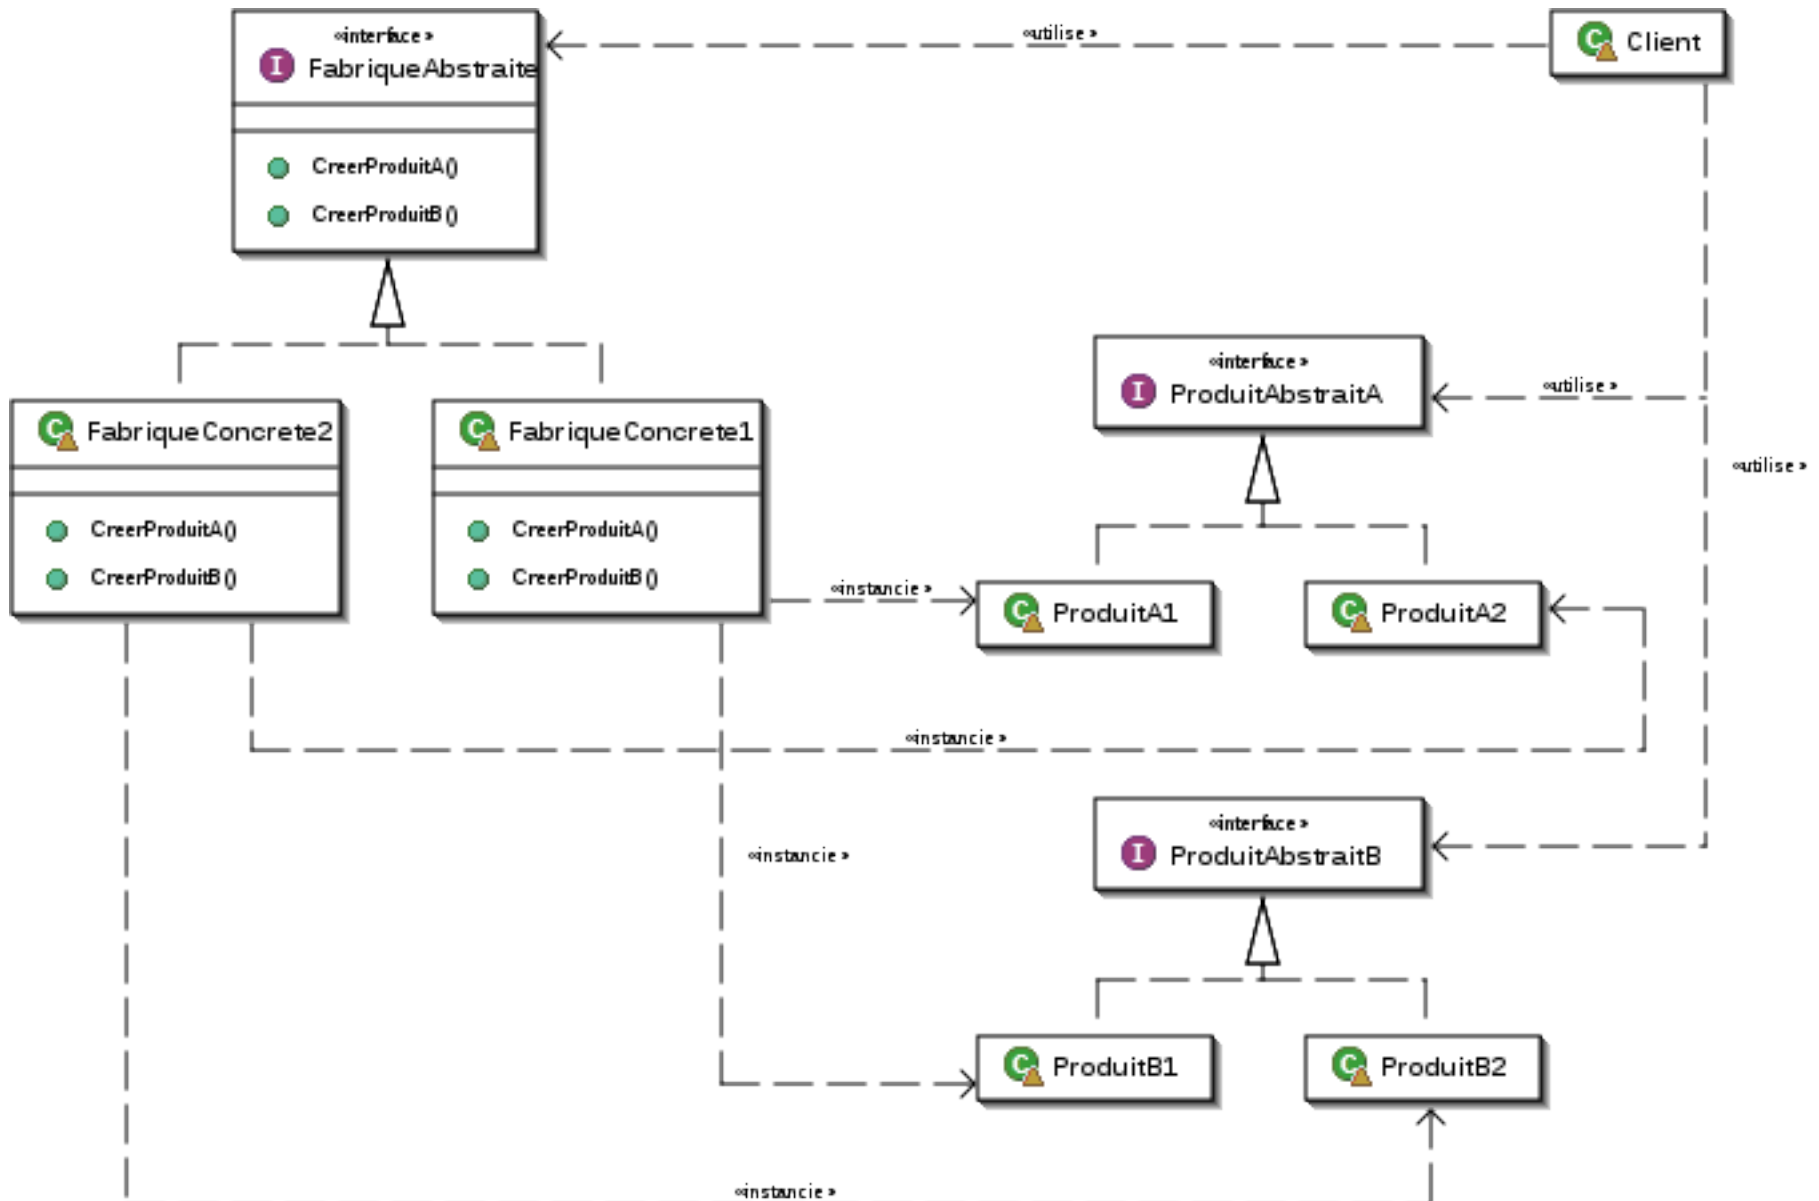 «interface»
FabriqueAbstraite
CreerProduitA()
CreerProduitB()
«utilise»
Client
FabriqueConcrete2
CreerProduitA()
CreerProduitB()
FabriqueConcrete1
CreerProduitA()
CreerProduitB()
«interface»
ProduitAbstraitA
«utilise»
«utilise»
«instancie»
ProduitA1
ProduitA2
«instancie»
«interface»
ProduitAbstraitB
«instancie»
ProduitB1
ProduitB2
«instancie»